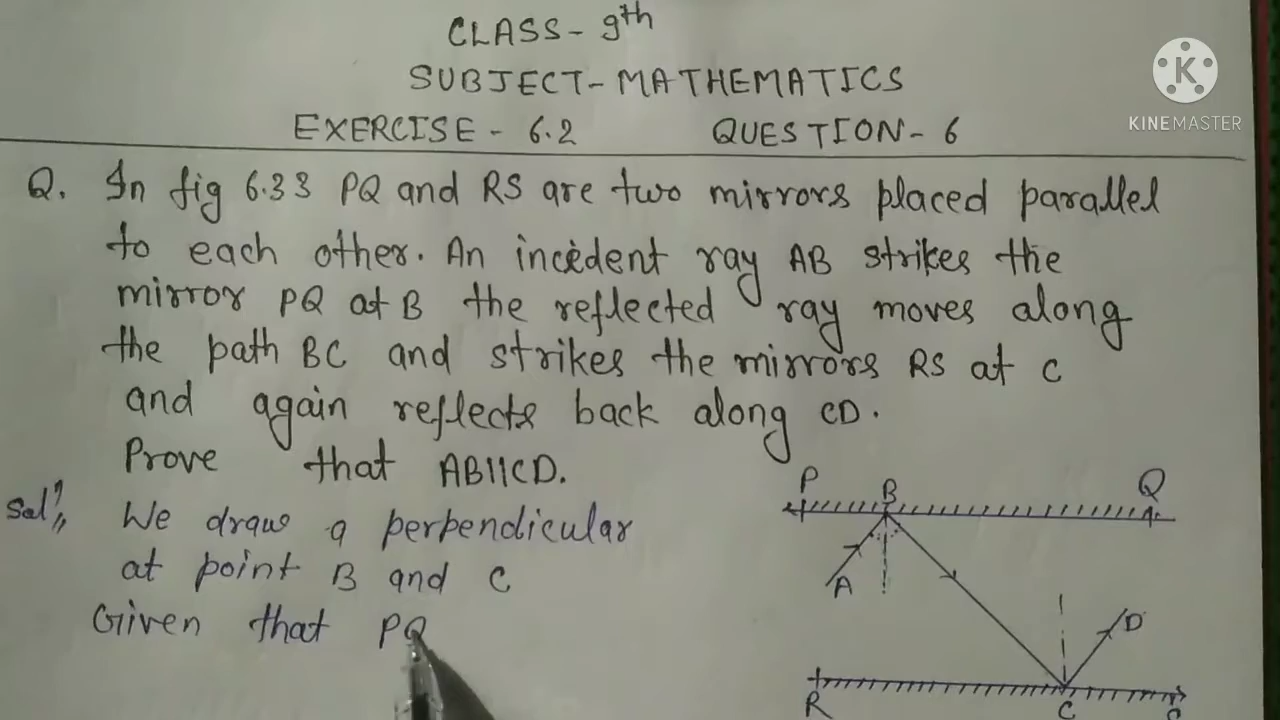 CLASS - 9th
SUBJECT - MATHEMATICS
EXERCISE - 6.2 QUESTION - 6
KINEMASTER
Q. In fig 6.33 PQ and RS are two mirrors placed parallel
to each other. An incident ray AB strikes the
mirror PQ at B the reflected ray moves along
the path BC and strikes the mirrors RS at C
and again reflects back along CD.
Prove that AB||CD.
Sol",, We draw a perpendicular
at point B and C
Given that PQ
P B Q
A
D
R C